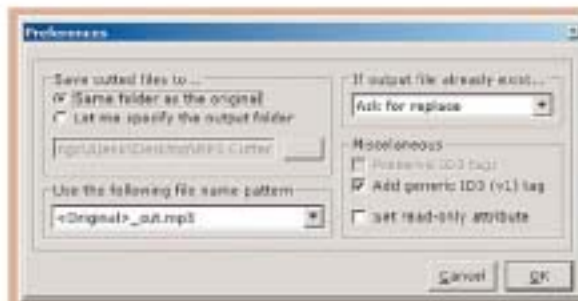 Preferences
Save cutted files to ...
Same folder as the original
Let me specify the output folder
Use the following file name pattern
<Original>_cut.mp3
If output file already exist...
Ask for replace
Miscelaneous
Preserve ID3 tags
Add generic ID3 (v1) tag
Set read-only attribute
Cancel
OK